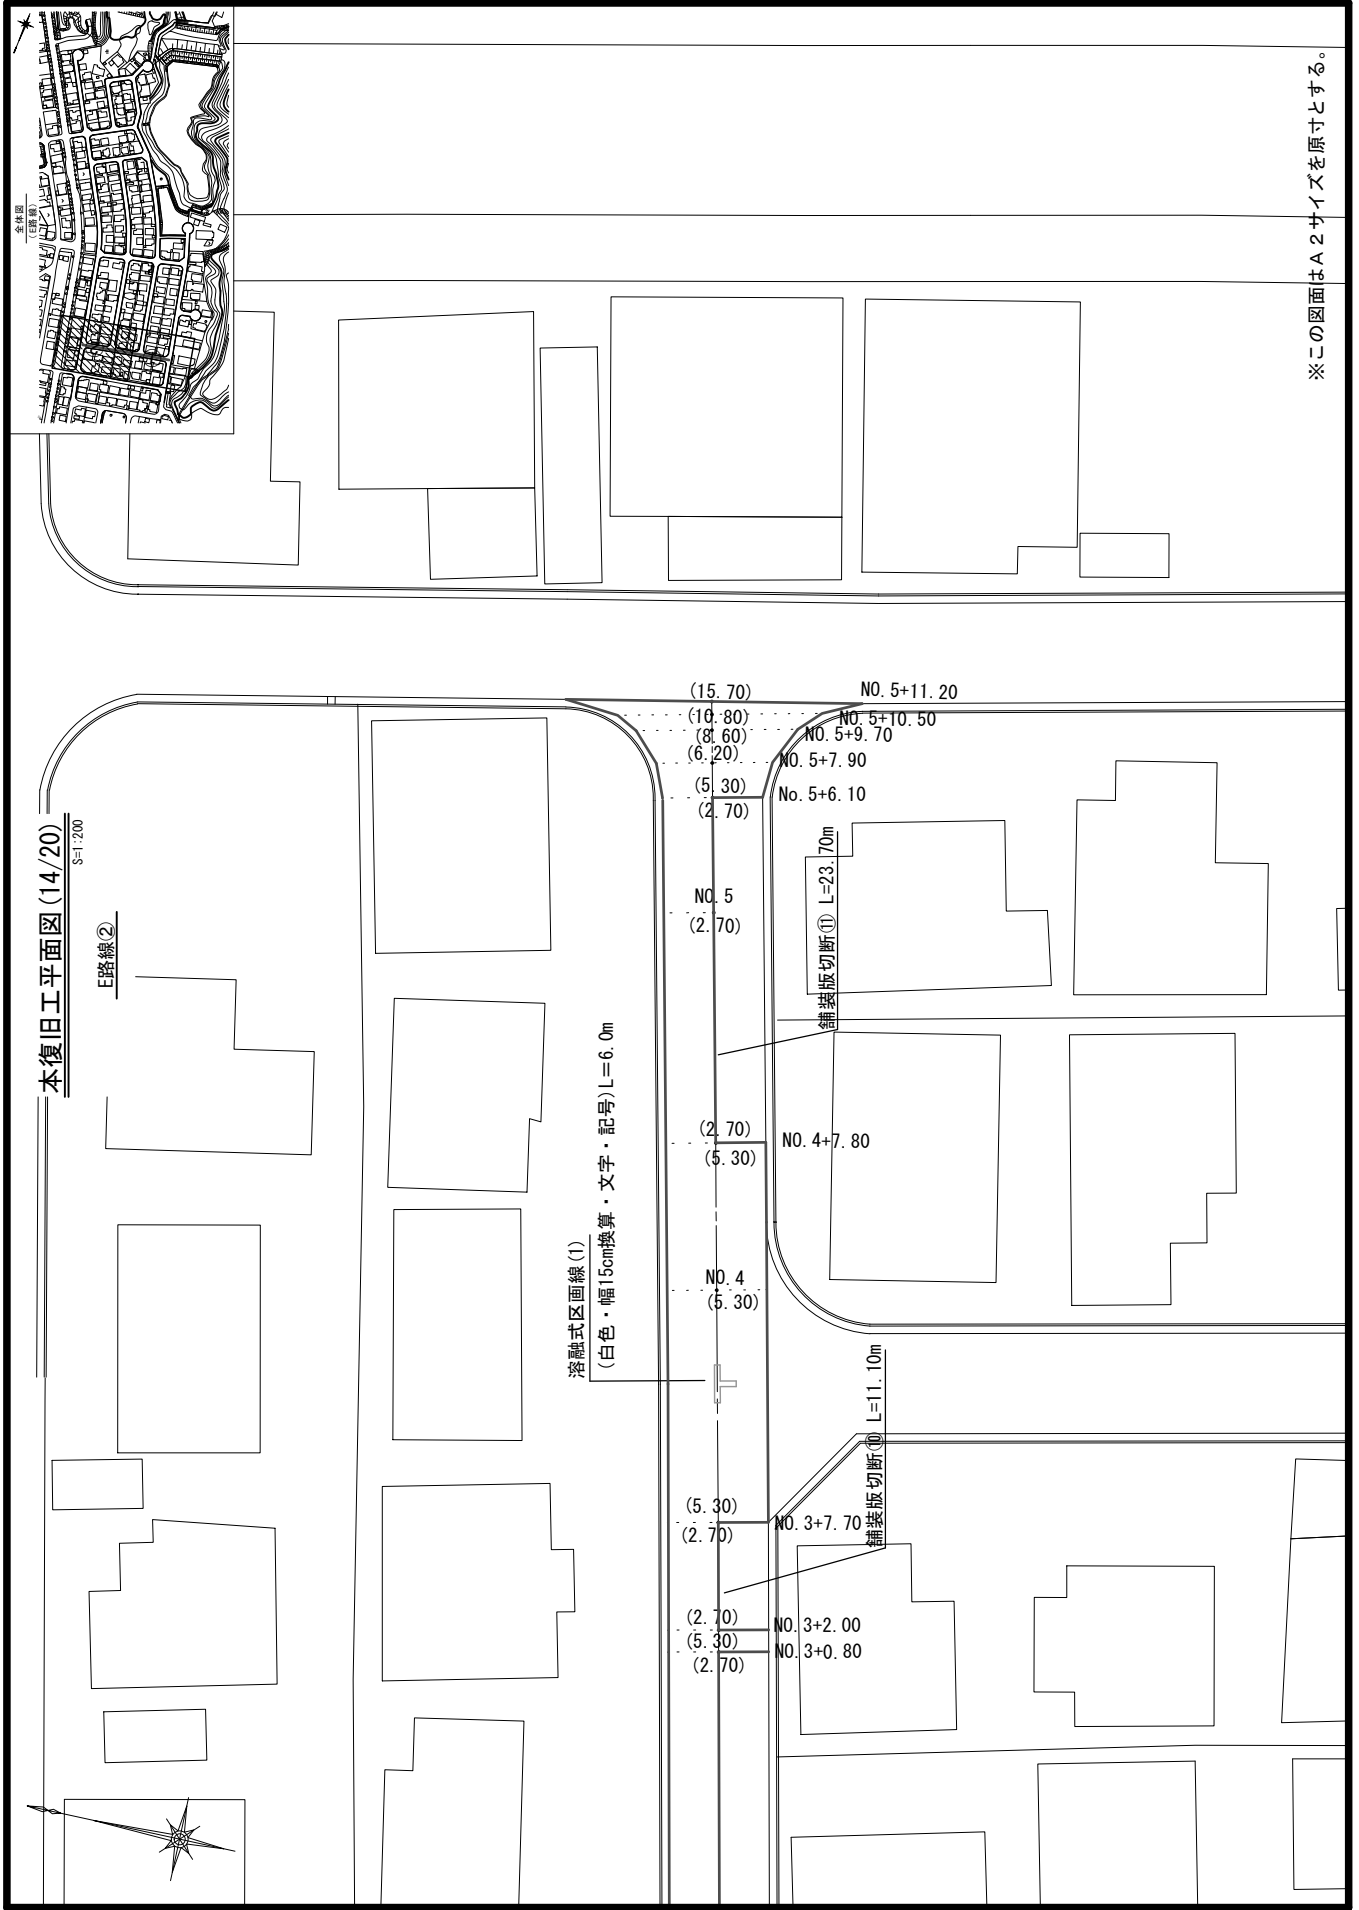 全体図
(E路線)
※この図面はA2サイズを原寸とする。
本復旧工平面図(14/20)
S=1:200
E路線②
(15.70)
NO.5+11.20
(10.80)
NO.5+10.50
(8.60)
NO.5+9.70
(6.20)
NO.5+7.90
(5.30)
No.5+6.10
(2.70)
NO.5
(2.70)
舗装版切断⑪ L=23.70m
(2.70)
NO.4+7.80
(5.30)
溶融式区画線(1)
(白色・幅15cm換算・文字・記号)L=6.0m
NO.4
(5.30)
舗装版切断⑩ L=11.10m
(5.30)
NO.3+7.70
(2.70)
(2.70)
NO.3+2.00
(5.30)
NO.3+0.80
(2.70)